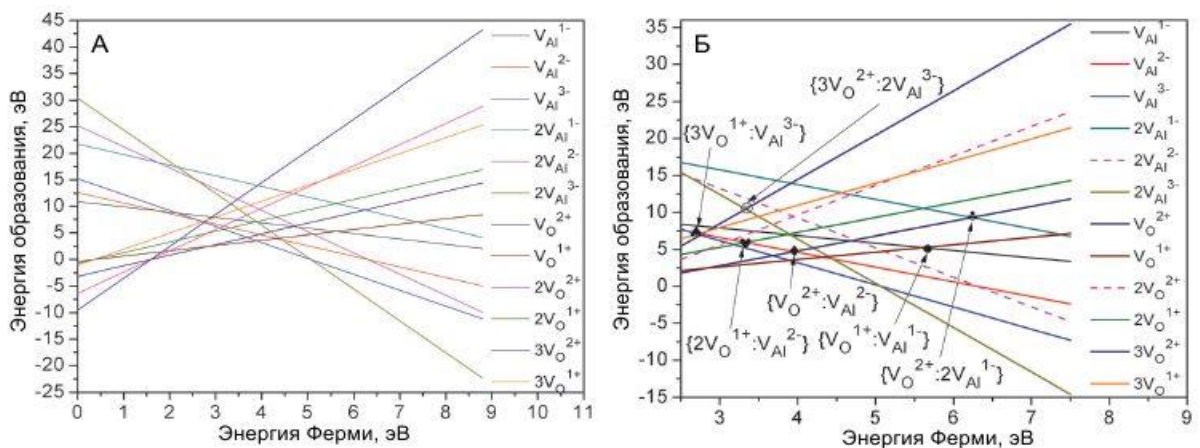 А
Энергия образования, эВ
45
40
35
30
25
20
15
10
5
0
-5
-10
-15
-20
-25
0 1 2 3 4 5 6 7 8 9 10 11
Энергия Ферми, эВ
V_Al^1-
V_Al^2-
V_Al^3-
2V_Al^1-
2V_Al^2-
2V_Al^3-
V_O^2+
V_O^1+
2V_O^2+
2V_O^1+
3V_O^2+
3V_O^1+
Б
Энергия образования, эВ
35
30
25
20
15
10
5
0
-5
-10
-15
3 4 5 6 7 8 9
Энергия Ферми, эВ
{3V_O^2+:2V_Al^3-}
{3V_O^1+:V_Al^3-}
{V_O^2+:V_Al^2-}
{2V_O^1+:V_Al^2-}
{V_O^1+:V_Al^1-}
{V_O^2+:2V_Al^1-}
V_Al^1-
V_Al^2-
V_Al^3-
2V_Al^1-
2V_Al^2-
2V_Al^3-
V_O^2+
V_O^1+
2V_O^2+
2V_O^1+
3V_O^2+
3V_O^1+